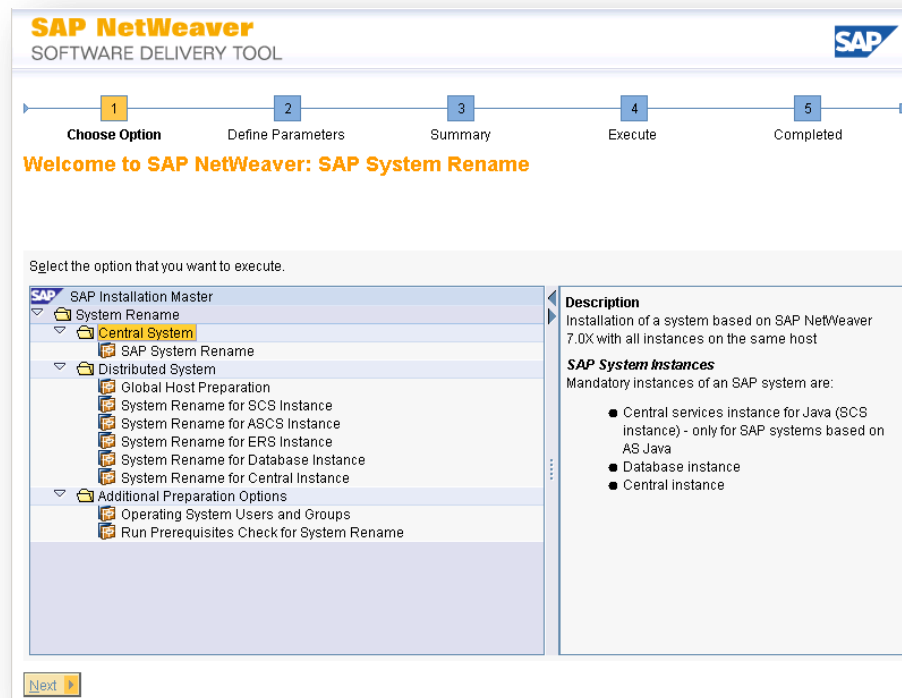 SAP NetWeaver
SOFTWARE DELIVERY TOOL
SAP
1 2 3 4 5
Choose Option Define Parameters Summary Execute Completed
Welcome to SAP NetWeaver: SAP System Rename
Select the option that you want to execute.
SAP SAP Installation Master
System Rename
Central System
SAP System Rename
Distributed System
Global Host Preparation
System Rename for SCS Instance
System Rename for ASCS Instance
System Rename for ERS Instance
System Rename for Database Instance
System Rename for Central Instance
Additional Preparation Options
Operating System Users and Groups
Run Prerequisites Check for System Rename
Description
Installation of a system based on SAP NetWeaver
7.0X with all instances on the same host
SAP System Instances
Mandatory instances of an SAP system are:
Central services instance for Java (SCS
instance) - only for SAP systems based on
AS Java
Database instance
Central instance
Next